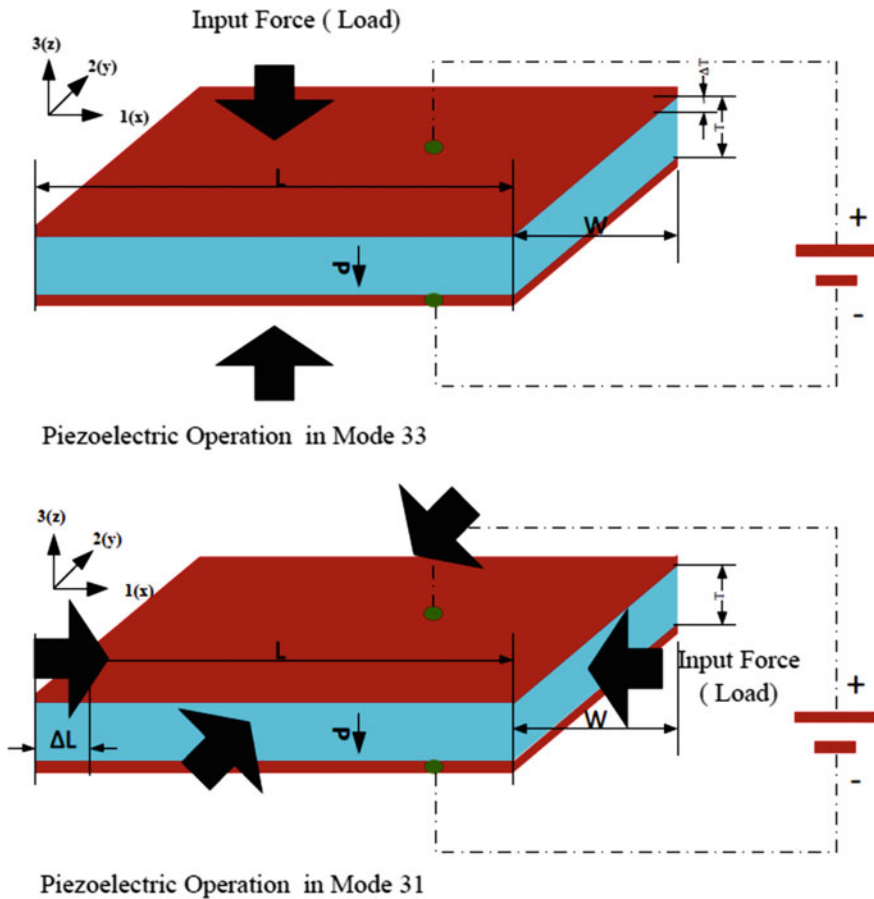 Input Force ( Load)
3(z)
2(y)
1(x)
ΔT
T
L
W
P
+
-
Piezoelectric Operation in Mode 33
3(z)
2(y)
1(x)
T
L
Input Force
( Load)
W
P
ΔL
+
-
Piezoelectric Operation in Mode 31